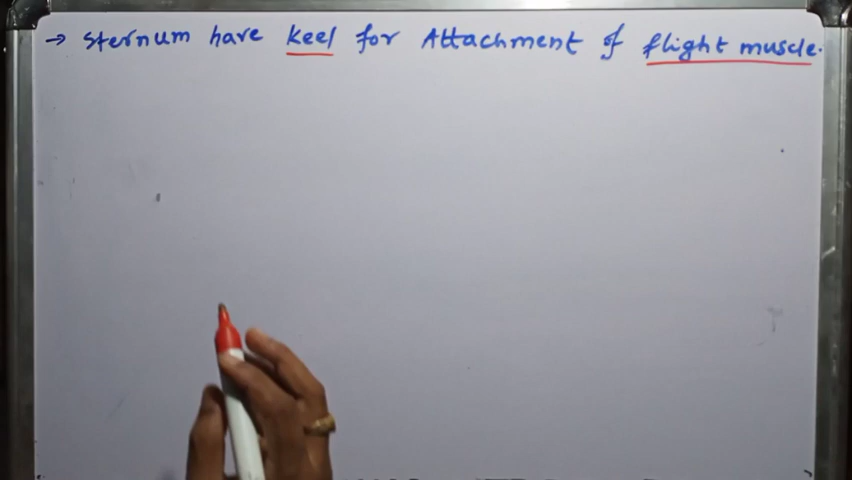 → Sternum have Keel for Attachment of flight muscle.